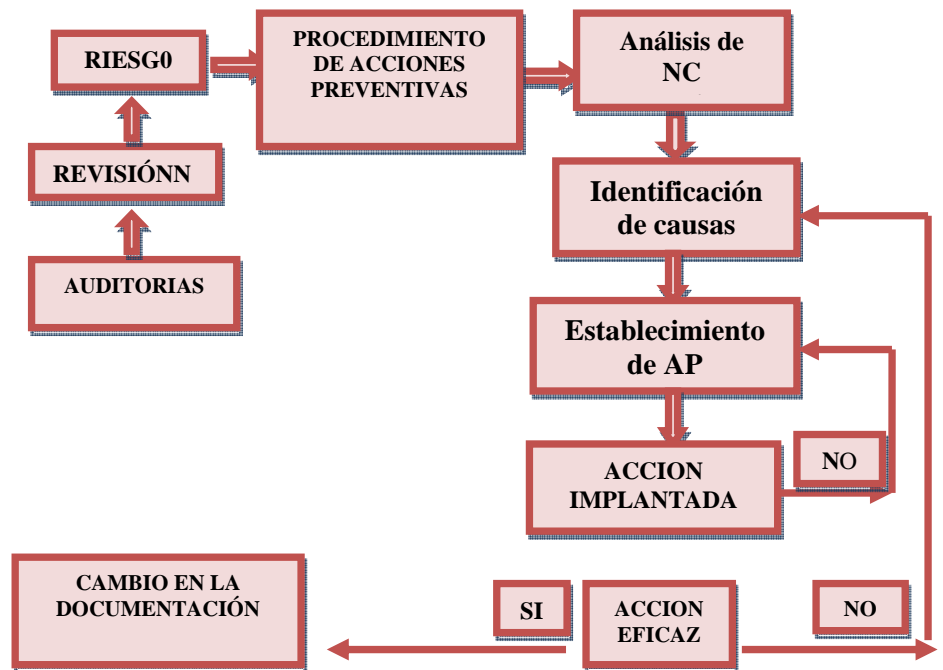 RIESG0
PROCEDIMIENTO
DE ACCIONES
PREVENTIVAS
Análisis de
NC
REVISIÓNN
Identificación
de causas
AUDITORIAS
Establecimiento
de AP
NO
ACCION
IMPLANTADA
CAMBIO EN LA
DOCUMENTACIÓN
SI
ACCION
EFICAZ
NO